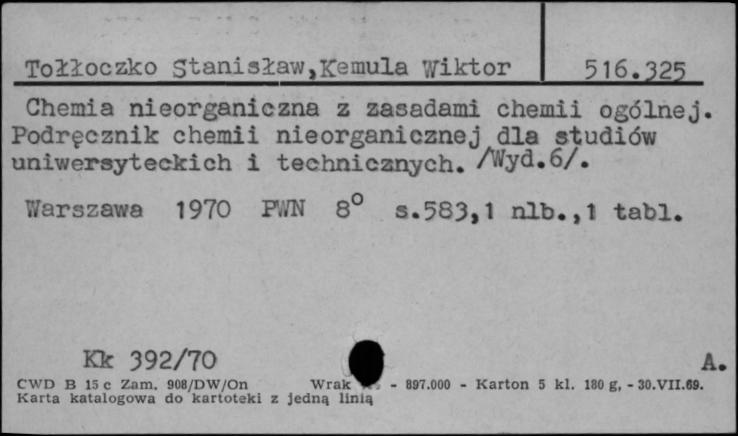 Tołłoczko Stanisław,Kemula Wiktor 516.325
Chemia nieorganiczna z zasadami chemii ogólnej.
Podręcznik chemii nieorganicznej dla studiów
uniwersyteckich i technicznych. /Wyd.6/.
Warszawa 1970 PWN 8° s.583,1 nlb.,1 tabl.
Kk 392/70 A.
CWD B 15 c Zam. 908/DW/On Wrak - 897.000 - Karton 5 kl. 180 g, - 30.VII.69.
Karta katalogowa do kartoteki z jedną linią